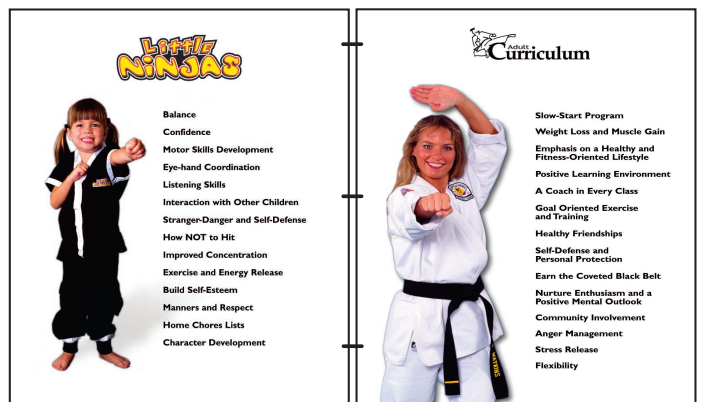 Little
NiNJAS
Balance
Confidence
Motor Skills Development
Eye-hand Coordination
Listening Skills
Interaction with Other Children
Stranger-Danger and Self-Defense
How NOT to Hit
Improved Concentration
Exercise and Energy Release
Build Self-Esteem
Manners and Respect
Home Chores Lists
Character Development
Adult
Curriculum
Slow-Start Program
Weight Loss and Muscle Gain
Emphasis on a Healthy and
Fitness-Oriented Lifestyle
Positive Learning Environment
A Coach in Every Class
Goal Oriented Exercise
and Training
Healthy Friendships
Self-Defense and
Personal Protection
Earn the Coveted Black Belt
Nurture Enthusiasm and a
Positive Mental Outlook
Community Involvement
Anger Management
Stress Release
Flexibility
WATKINS